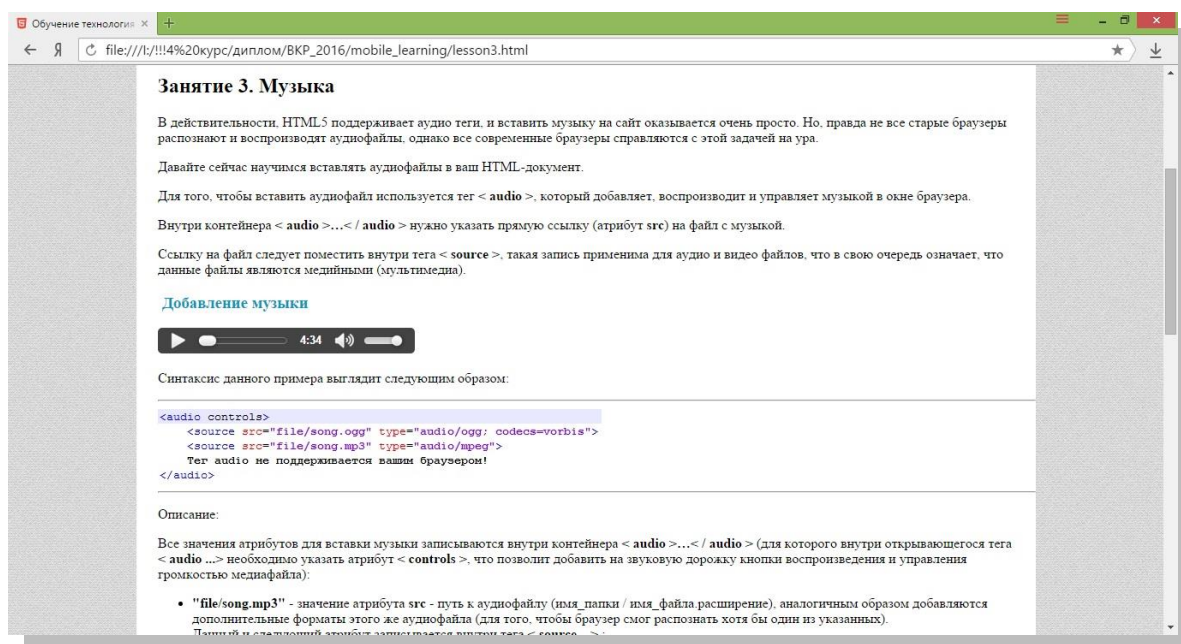 Обучение технология
file:///I:/!!!4%20курс/диплом/ВКР_2016/mobile_learning/lesson3.html
Занятие 3. Музыка
В действительности, HTML5 поддерживает аудио теги, и вставить музыку на сайт оказывается очень просто. Но, правда не все старые браузеры
распознают и воспроизводят аудиофайлы, однако все современные браузеры справляются с этой задачей на ура.
Давайте сейчас научимся вставлять аудиофайлы в ваш HTML-документ.
Для того, чтобы вставить аудиофайл используется тег < audio >, который добавляет, воспроизводит и управляет музыкой в окне браузера.
Внутри контейнера < audio >…< / audio > нужно указать прямую ссылку (атрибут src) на файл с музыкой.
Ссылку на файл следует поместить внутри тега < source >, такая запись применима для аудио и видео файлов, что в свою очередь означает, что
данные файлы являются медийными (мультимедиа).
Добавление музыки
4:34
Синтаксис данного примера выглядит следующим образом:
<audio controls>
<source src="file/song.ogg" type="audio/ogg; codecs=vorbis">
<source src="file/song.mp3" type="audio/mpeg">
Тег audio не поддерживается вашим браузером!
</audio>
Описание:
Все значения атрибутов для вставки музыки записываются внутри контейнера < audio >…< / audio > (для которого внутри открывающегося тега
< audio ...> необходимо указать атрибут < controls >, что позволит добавить на звуковую дорожку кнопки воспроизведения и управления
громкостью медиафайла):
• "file/song.mp3" - значение атрибута src - путь к аудиофайлу (имя_папки / имя_файла.расширение), аналогичным образом добавляются
дополнительные форматы этого же аудиофайла (для того, чтобы браузер смог распознать хотя бы один из указанных).
Данный и следующий атрибут записывается внутри тега < source ...> ;